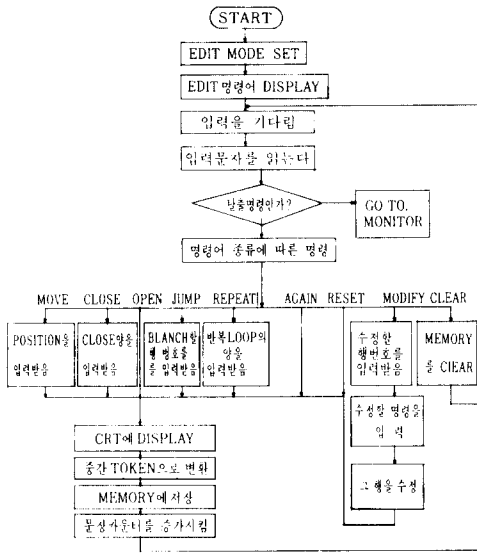 START
EDIT MODE SET
EDIT 명령어 DISPLAY
입력을 기다림
입력문자를 읽는다
탈출명령인가?
GO TO.
MONITOR
명령어 종류에 따른 명령
MOVE CLOSE OPEN JUMP REPEAT AGAIN RESET MODIFY CLEAR
POSITION을
입력받음
CLOSE양을
입력받음
BLANCH할
행 번호를
를 입력받음
반복LOOP의
양을
입력받음
수정할
행번호를
입력받음
MEMORY
를 ClEAR
수정할 명령을
입 력
그 행을 수정
CRT에 DISPLAY
중간 TOKEN으로 변환
MEMORY에 저장
문장카운터를 증가시킴